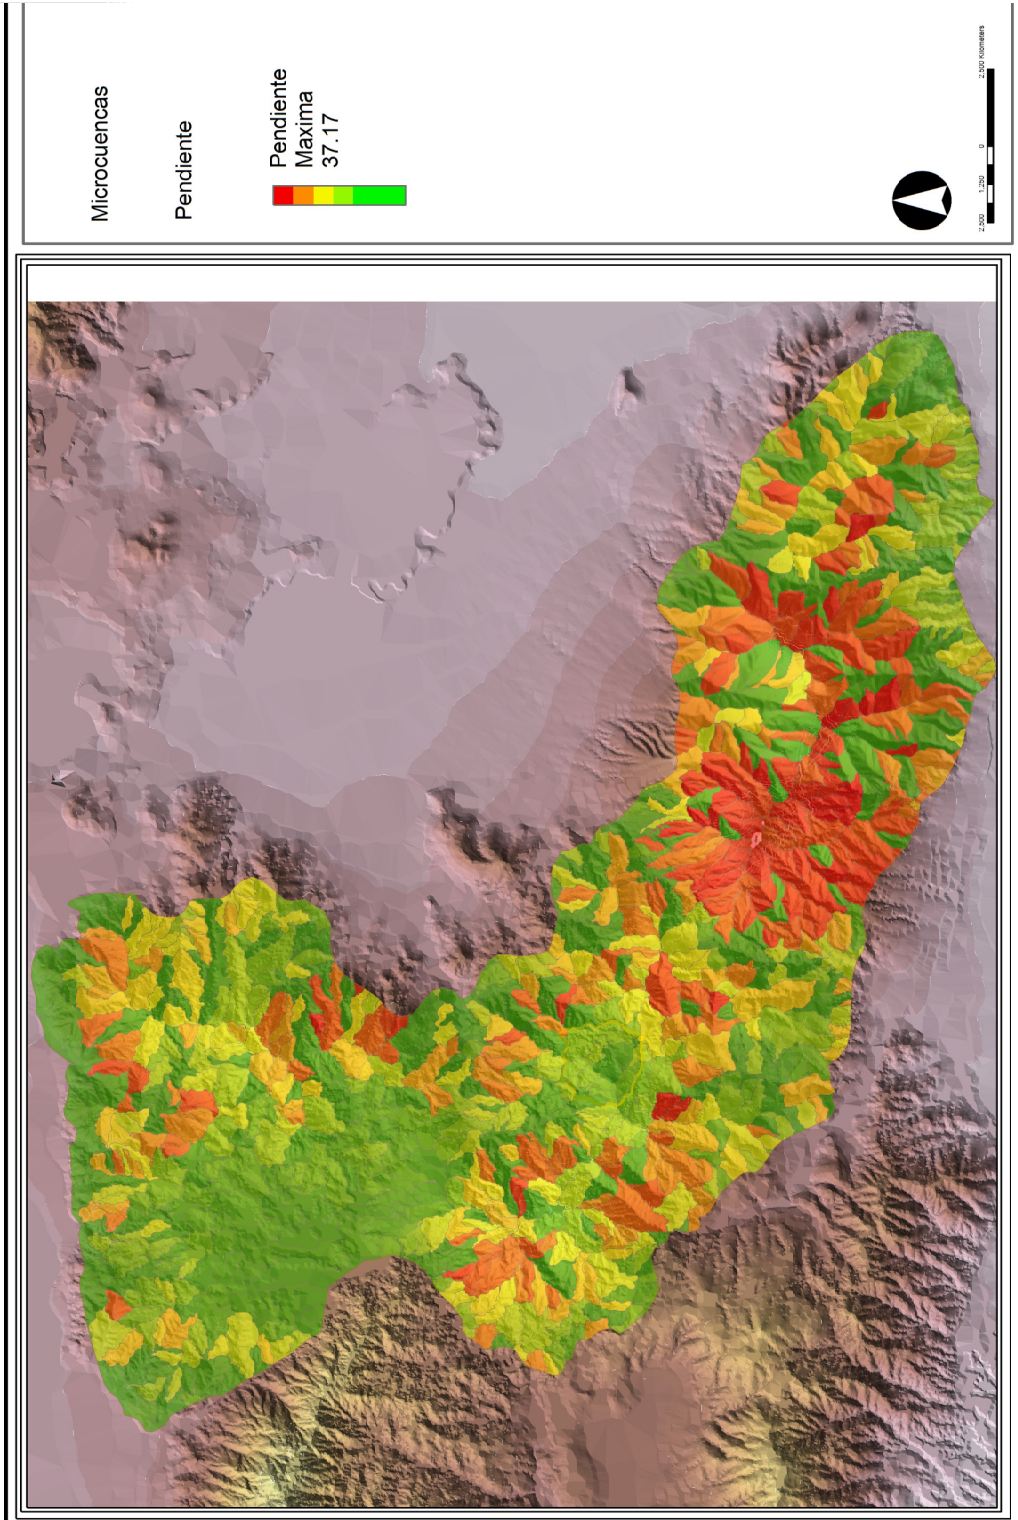 Microcuencas
Pendiente
Pendiente
Maxima
37.17
2,500 1,250 0 2,500 Kilometers